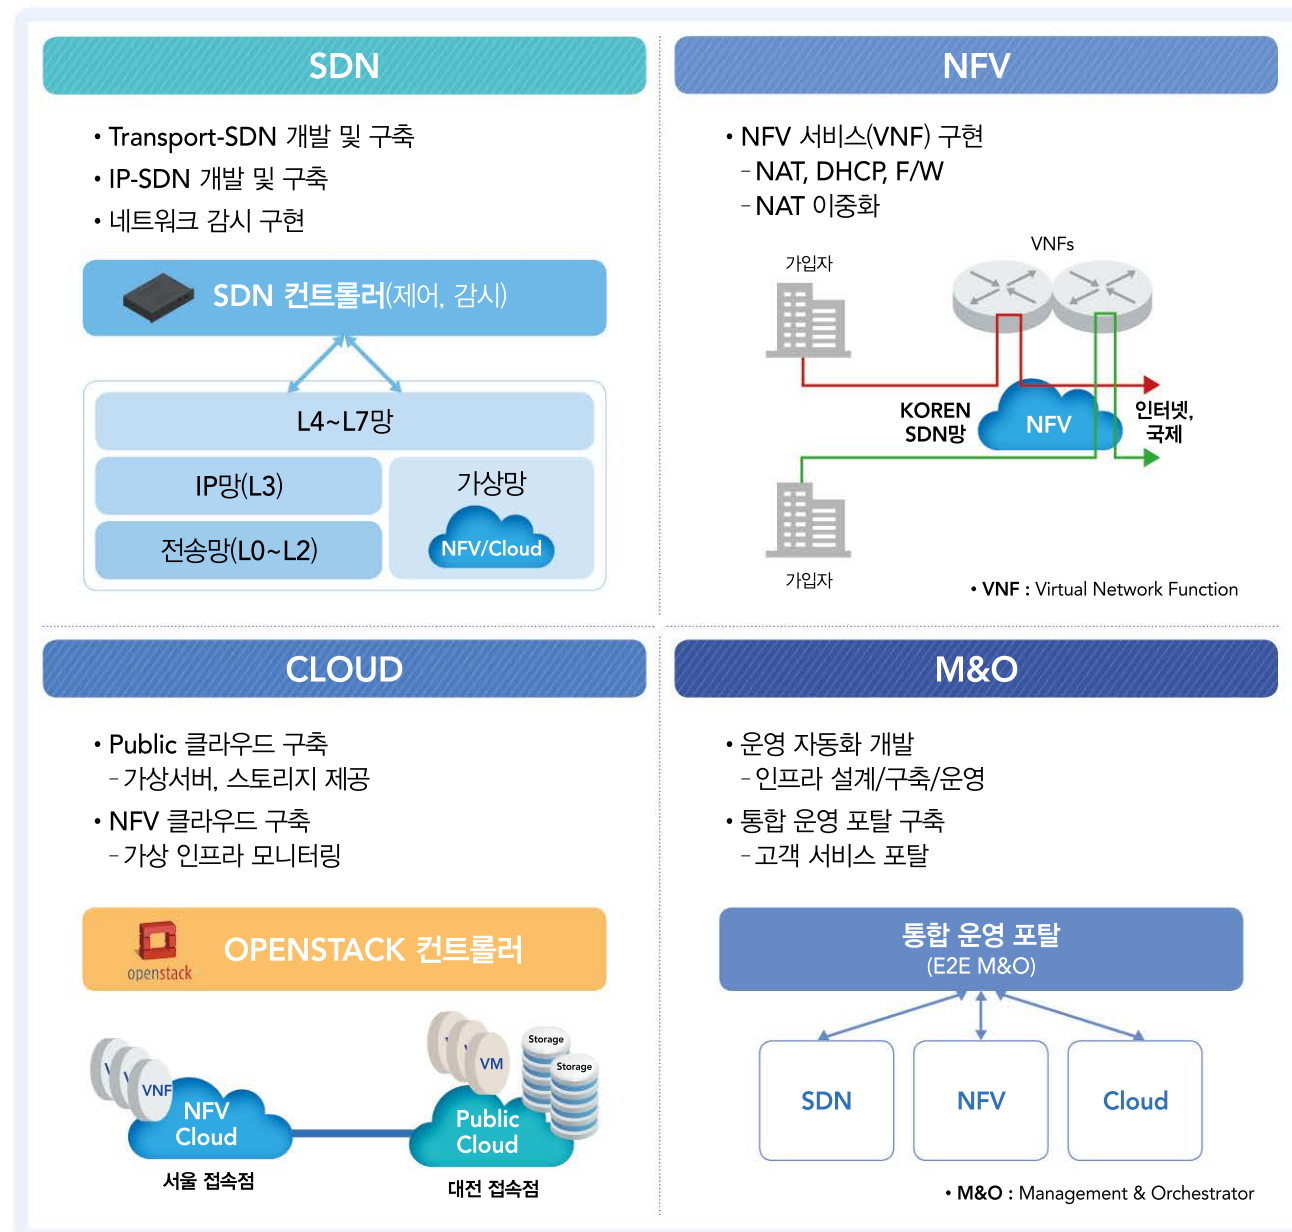 SDN
• Transport-SDN 개발 및 구축
• IP-SDN 개발 및 구축
• 네트워크 감시 구현
SDN 컨트롤러(제어, 감시)
L4~L7망
IP망(L3)
전송망(L0~L2)
가상망
NFV/Cloud
NFV
• NFV 서비스(VNF) 구현
- NAT, DHCP, F/W
- NAT 이중화
VNFs
가입자
KOREN
SDN망
NFV
인터넷,
국제
가입자
• VNF : Virtual Network Function
CLOUD
• Public 클라우드 구축
- 가상서버, 스토리지 제공
• NFV 클라우드 구축
- 가상 인프라 모니터링
openstack
OPENSTACK 컨트롤러
V
V
VNF
NFV
Cloud
서울 접속점
VM
Storage
Storage
Public
Cloud
대전 접속점
M&O
• 운영 자동화 개발
- 인프라 설계/구축/운영
• 통합 운영 포탈 구축
- 고객 서비스 포탈
통합 운영 포탈
(E2E M&O)
SDN
NFV
Cloud
• M&O : Management & Orchestrator